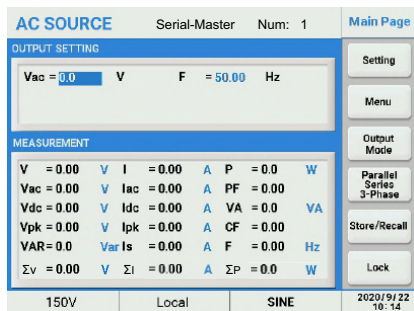 AC SOURCE Serial-Master Num: 1 Main Page
OUTPUT SETTING
Vac = 0.0 V F = 50.00 Hz
Setting
Menu
Output Mode
Parallel Series 3-Phase
Store/Recall
Lock
MEASUREMENT
V = 0.00 V I = 0.00 A P = 0.0 W
Vac = 0.00 V Iac = 0.00 A PF = 0.00
Vdc = 0.00 V Idc = 0.00 A VA = 0.0 VA
Vpk = 0.00 V Ipk = 0.00 A CF = 0.00
VAR= 0.0 Var Is = 0.00 A F = 0.00 Hz
Σv = 0.00 V ΣI = 0.00 A ΣP = 0.0 W
150V Local SINE 2020/9/22
10:14